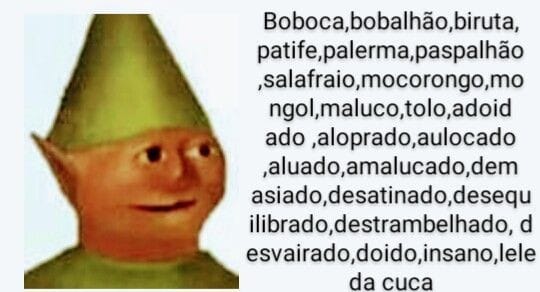 Boboca,bobalhão,biruta,
patife,palerma,paspalhão
,salafraio,mocorongo,mo
ngol,maluco,tolo,adoid
ado ,aloprado,aulocado
,aluado,amalucado,dem
asiado,desatinado,desequ
ilibrado,destrambelhado, d
esvairado,doido,insano,lele
da cuca